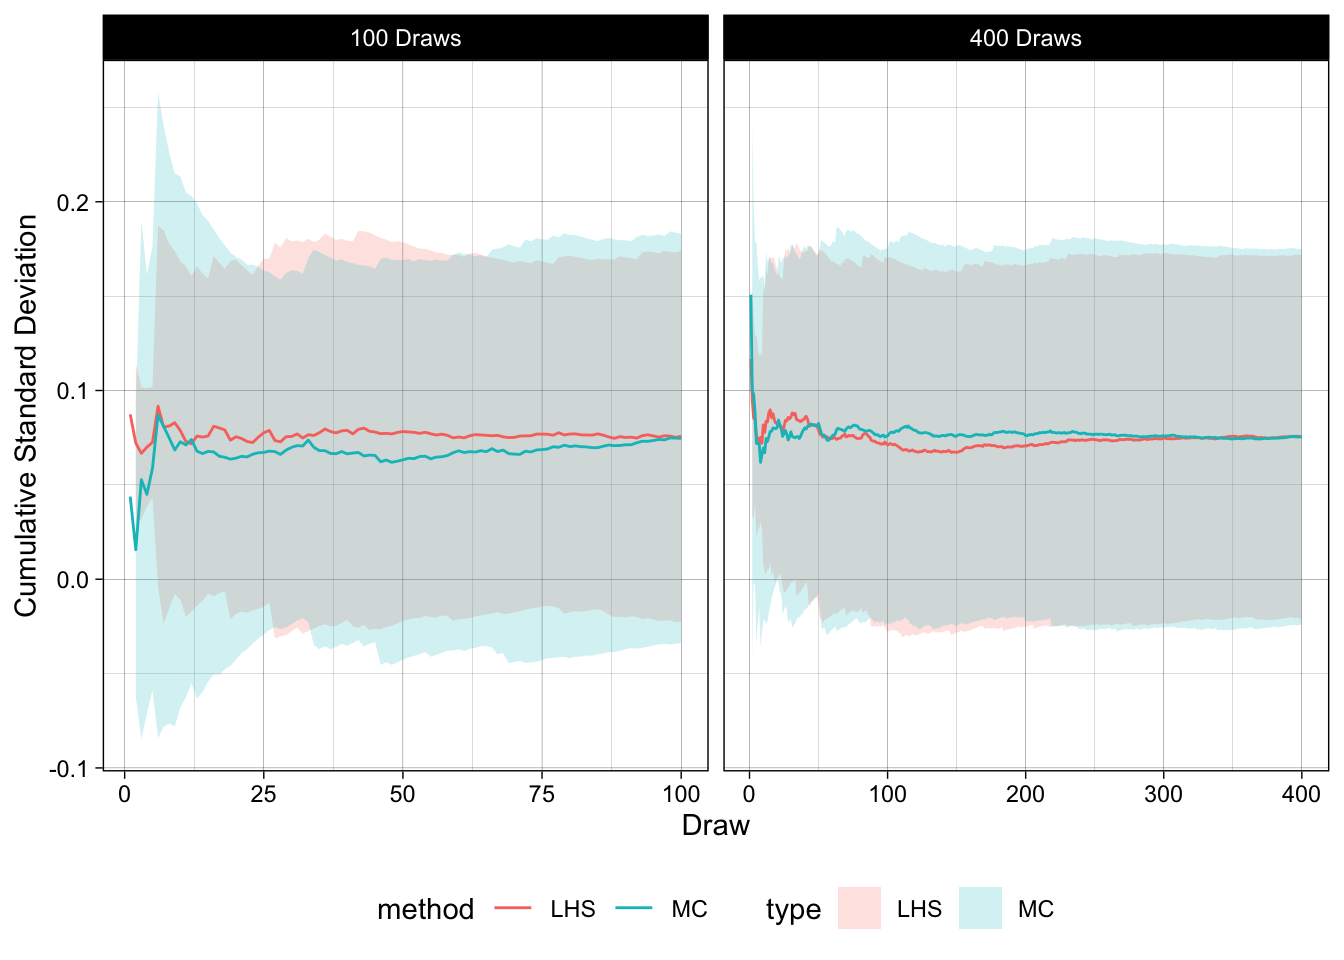 100 Draws
400 Draws
Cumulative Standard Deviation
0.2
0.1
0.0
-0.1
0 25 50 75 100
0 100 200 300 400
Draw
method LHS MC type LHS MC